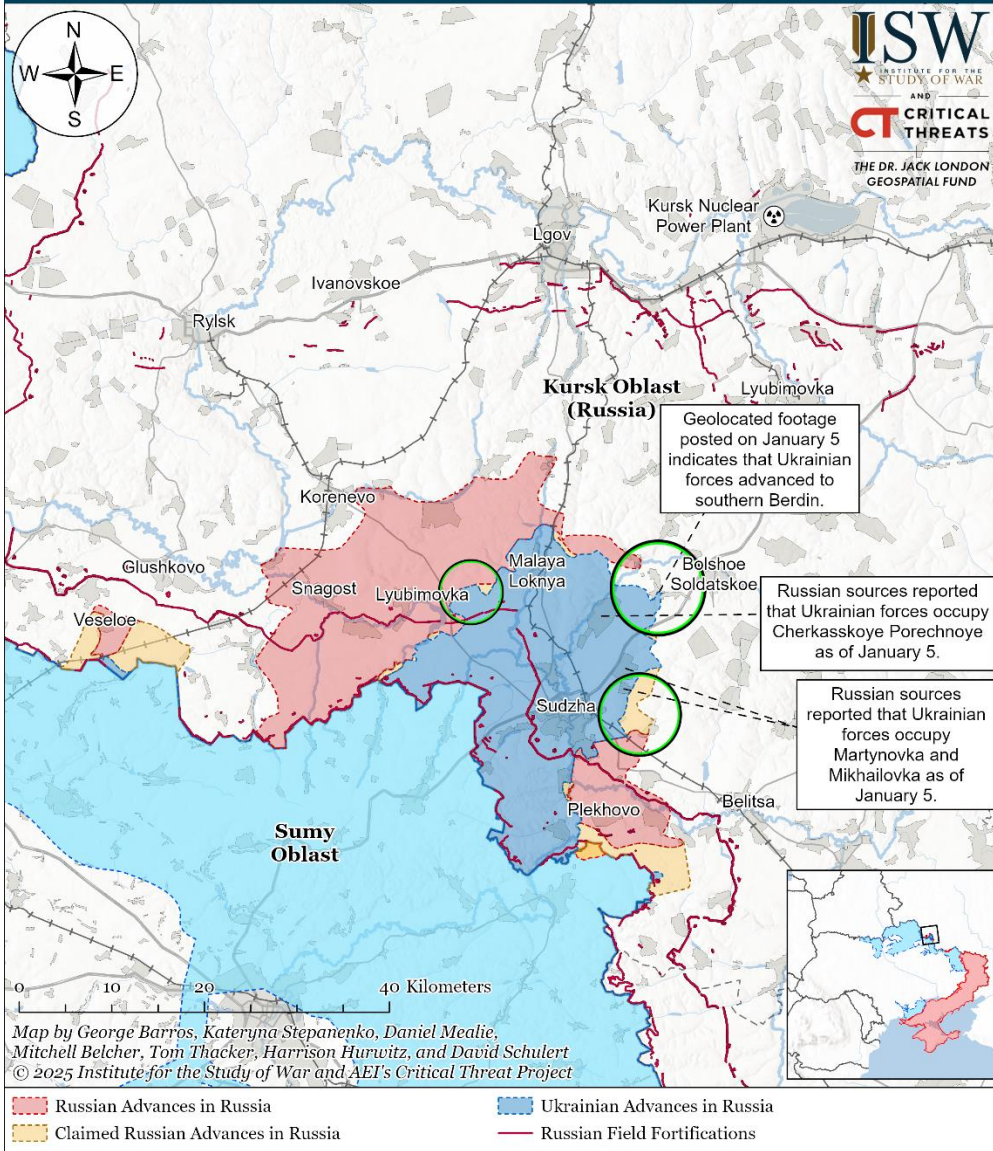 N
W E
S
ISW
INSTITUTE FOR THE
STUDY OF WAR
AND
CT CRITICAL
THREATS
THE DR. JACK LONDON
GEOSPATIAL FUND
Kursk Nuclear
Power Plant
Lgov
Ivanovskoe
Rylsk
Kursk Oblast
(Russia)
Lyubimovka
Geolocated footage
posted on January 5
indicates that Ukrainian
forces advanced to
southern Berdin.
Korenevo
Malaya
Loknya
Bolshoe
Soldatskoe
Glushkovo
Snagost
Lyubimovka
Russian sources reported
that Ukrainian forces occupy
Cherkasskoye Porechnoye
as of January 5.
Veseloe
Sudzha
Russian sources
reported that Ukrainian
forces occupy
Martynovka and
Mikhailovka as of
January 5.
Plekhovo
Belitsa
Sumy
Oblast
0 20 40 Kilometers
Map by George Barros, Kateryna Stepanenko, Daniel Mealie,
Mitchell Belcher, Tom Thacker, Harrison Hurwitz, and David Schulert
© 2025 Institute for the Study of War and AEI's Critical Threat Project
Russian Advances in Russia
Ukrainian Advances in Russia
Claimed Russian Advances in Russia
Russian Field Fortifications